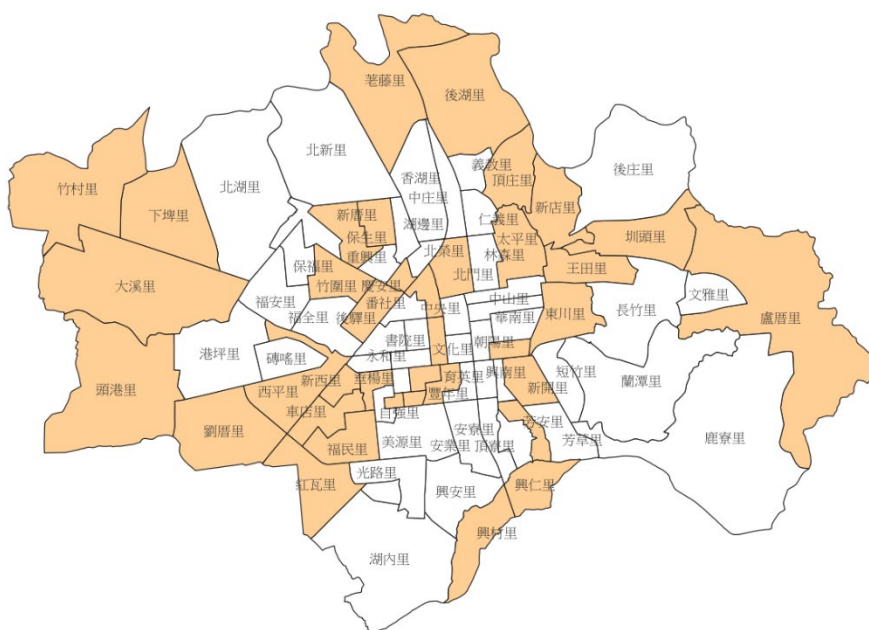 荖藤里
後湖里
北新里
義教里
後庄里
香湖里
頂庄里
竹村里
北湖里
中庄里
新店里
下埤里
新厝里
湖邊里
仁義里
圳頭里
保生里
太平里
北榮里
林森里
重興里
保福里
北門里
王田里
大溪里
竹圍里
慶安里
文雅里
福安里
番社里
中央里
中山里
長竹里
盧厝里
福全里
後驛里
華南里
東川里
港坪里
書院里
朝陽里
磚磘里
永和里
文化里
頭港里
西平里
新西里
垂楊里
育英里
興南里
短竹里
蘭潭里
新開里
豐年里
劉厝里
車店里
自強里
芳安里
安寮里
鹿寮里
福民里
美源里
安業里
頂寮里
芳草里
光路里
紅瓦里
興安里
興仁里
興村里
湖內里